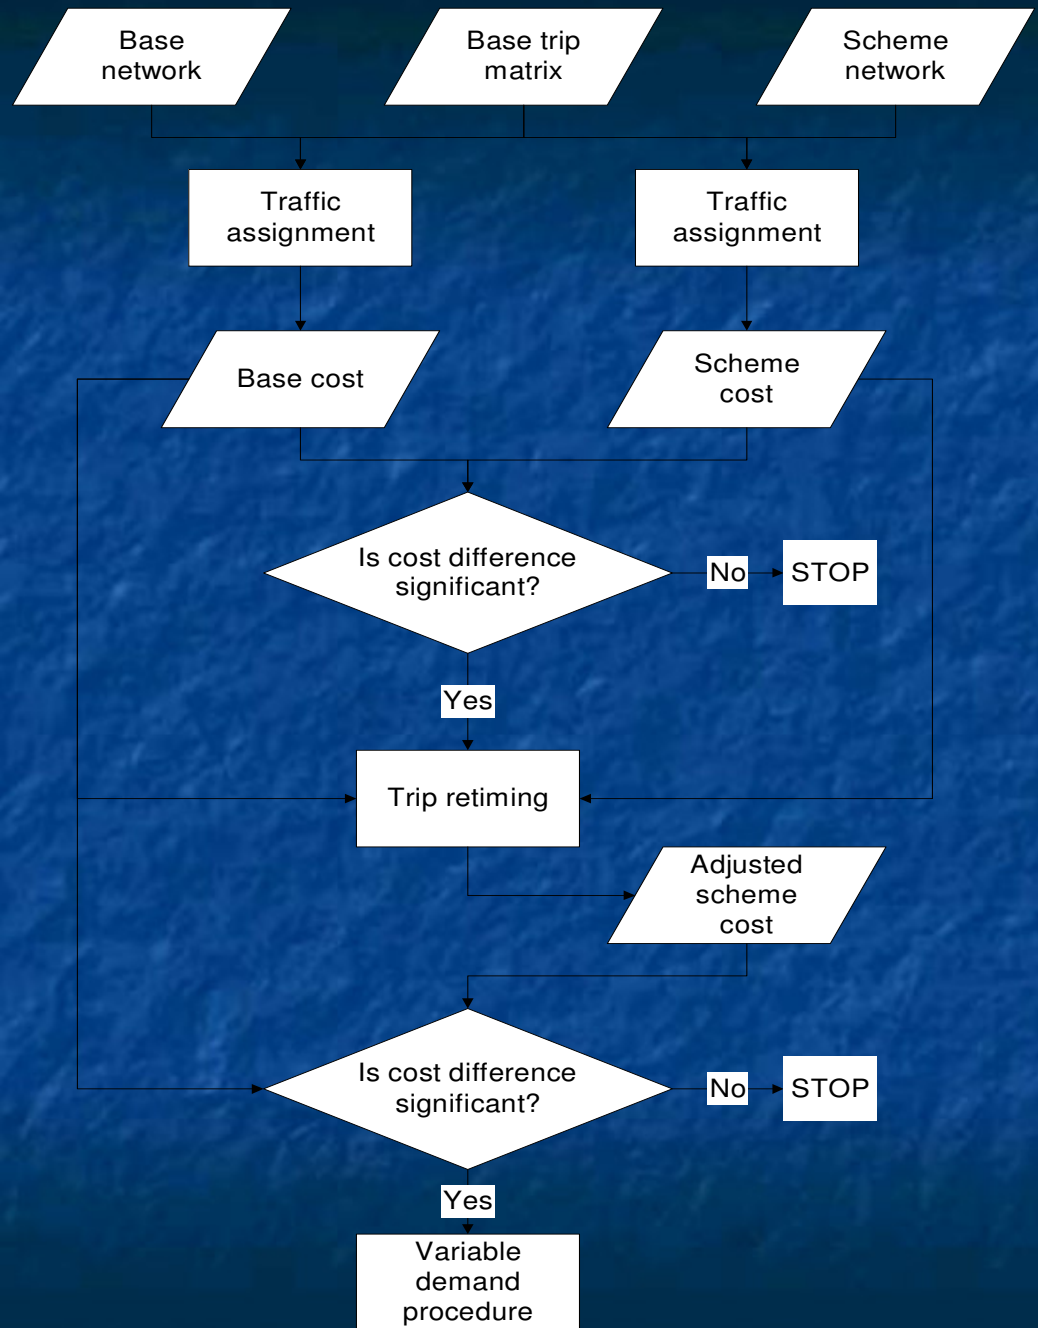 Base
network
Base trip
matrix
Scheme
network
Traffic
assignment
Traffic
assignment
Base cost
Scheme
cost
Is cost difference
significant?
No
STOP
Yes
Trip retiming
Adjusted
scheme
cost
Is cost difference
significant?
No
STOP
Yes
Variable
demand
procedure